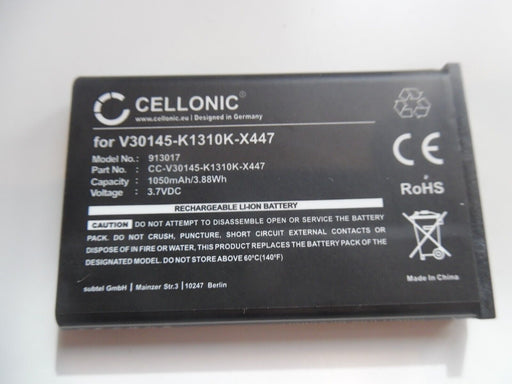 CELLONIC
www.cellonic.eu | Designed in Germany
for V30145-K1310K-X447
Model No.: 913017
Part No.: CC-V30145-K1310K-X447
Capacity: 1050mAh/3.88Wh
Voltage: 3.7VDC
RECHARGEABLE LI-ION BATTERY
CAUTION DO NOT ATTEMPT TO DISASSEMBLE OPEN OR SERVICE BATTERY
PACK. DO NOT CRUSH, PUNCTURE, SHORT CIRCUIT EXTERNAL CONTACTS OR
DISPOSE OF IN FIRE OR WATER, THIS PRODUCT REPLACES THE BATTERY PACK OF THE
DESIGNATED MODEL. DO NOT STORE ABOVE 60°C(140°F)
subtel GmbH | Mainzer Str.3 | 10247 Berlin
CE
RoHS
Made In China